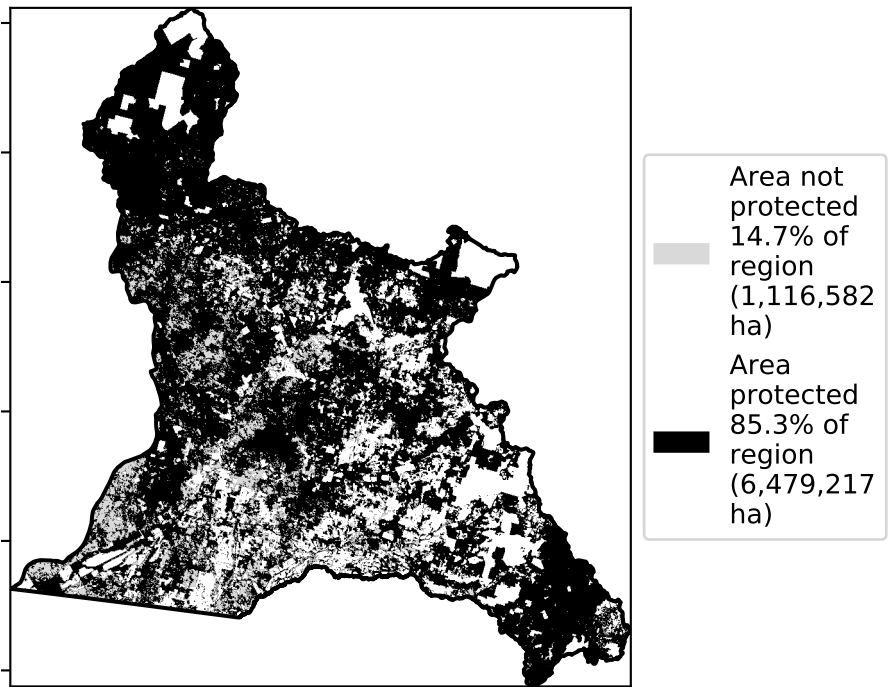 Area not
protected
14.7% of
region
(1,116,582
ha)
Area
protected
85.3% of
region
(6,479,217
ha)